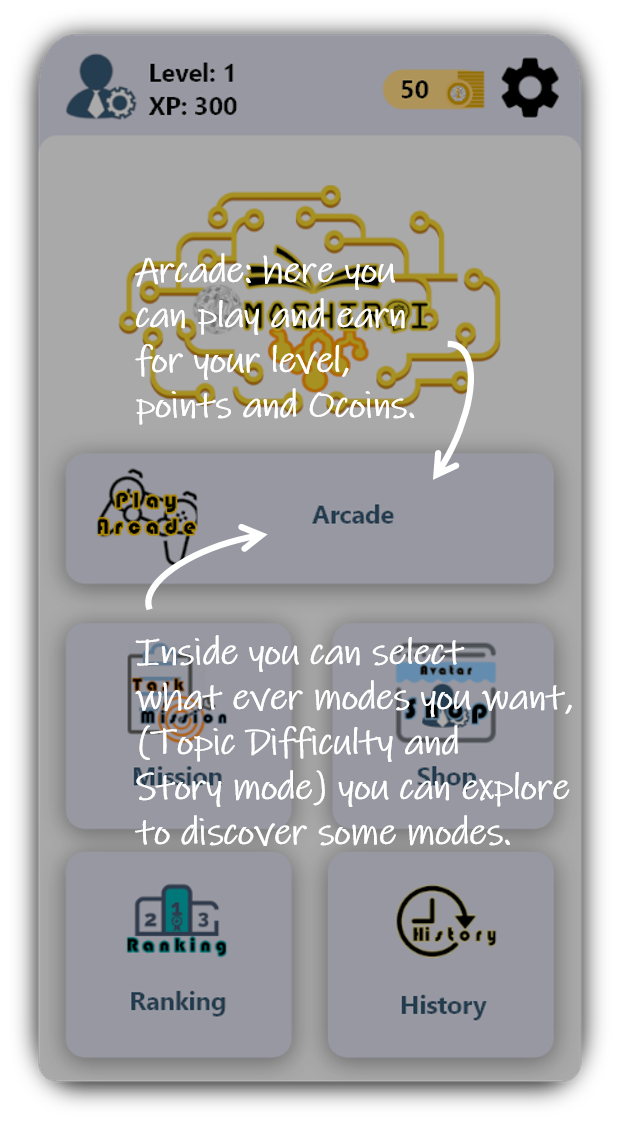 Level: 1
XP: 300
50
Arcade: here you
can play and earn
for your level,
points and Ocoins.
Play
Arcade
Arcade
Inside you can select
what ever modes you want,
(Topic Difficulty and
Story mode) you can explore
to discover some modes.
Task
Mission
Mission
Avatar
Shop
Shop
2 1 3
Ranking
Ranking
History
History